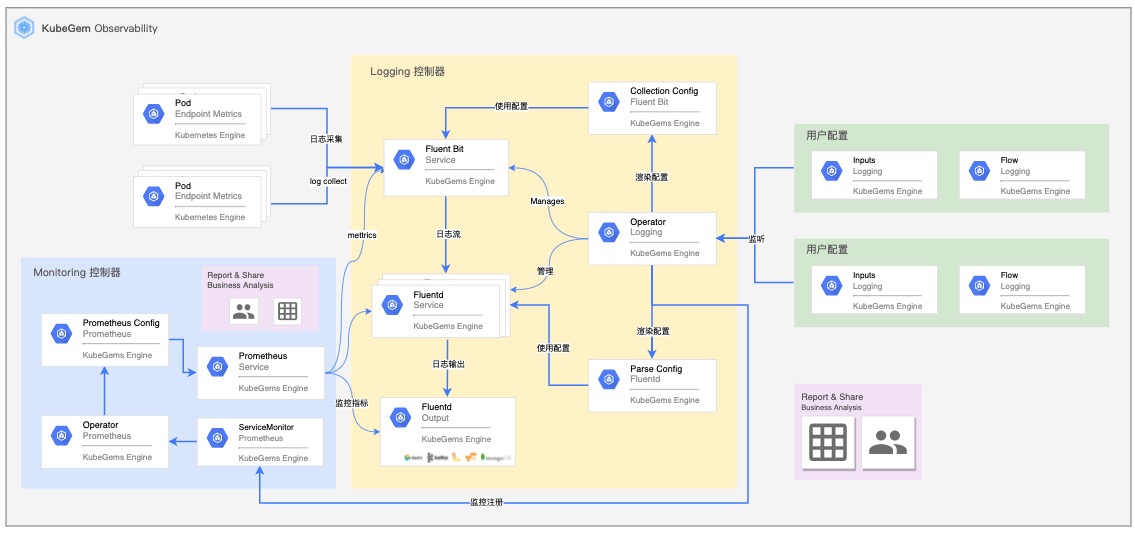 KubeGem Observability
Logging 控制器
Pod
Endpoint Metrics
Kubernetes Engine
Pod
Endpoint Metrics
Kubernetes Engine
日志采集
log collect
使用配置
Collection Config
Fluent Bit
KubeGems Engine
Fluent Bit
Service
KubeGems Engine
渲染配置
Manages
Operator
Logging
KubeGems Engine
监听
用户配置
Inputs
Logging
KubeGems Engine
Flow
Logging
KubeGems Engine
用户配置
Inputs
Logging
KubeGems Engine
Flow
Logging
KubeGems Engine
mettrics
日志流
管理
Fluentd
Service
KubeGems Engine
使用配置
渲染配置
Parse Config
Fluentd
KubeGems Engine
日志输出
监控指标
Fluentd
Output
KubeGems Engine
Monitoring 控制器
Report & Share
Business Analysis
Prometheus Config
Prometheus
KubeGems Engine
Prometheus
Service
KubeGems Engine
Operator
Prometheus
KubeGems Engine
ServiceMonitor
Prometheus
KubeGems Engine
监控注册
Report & Share
Business Analysis